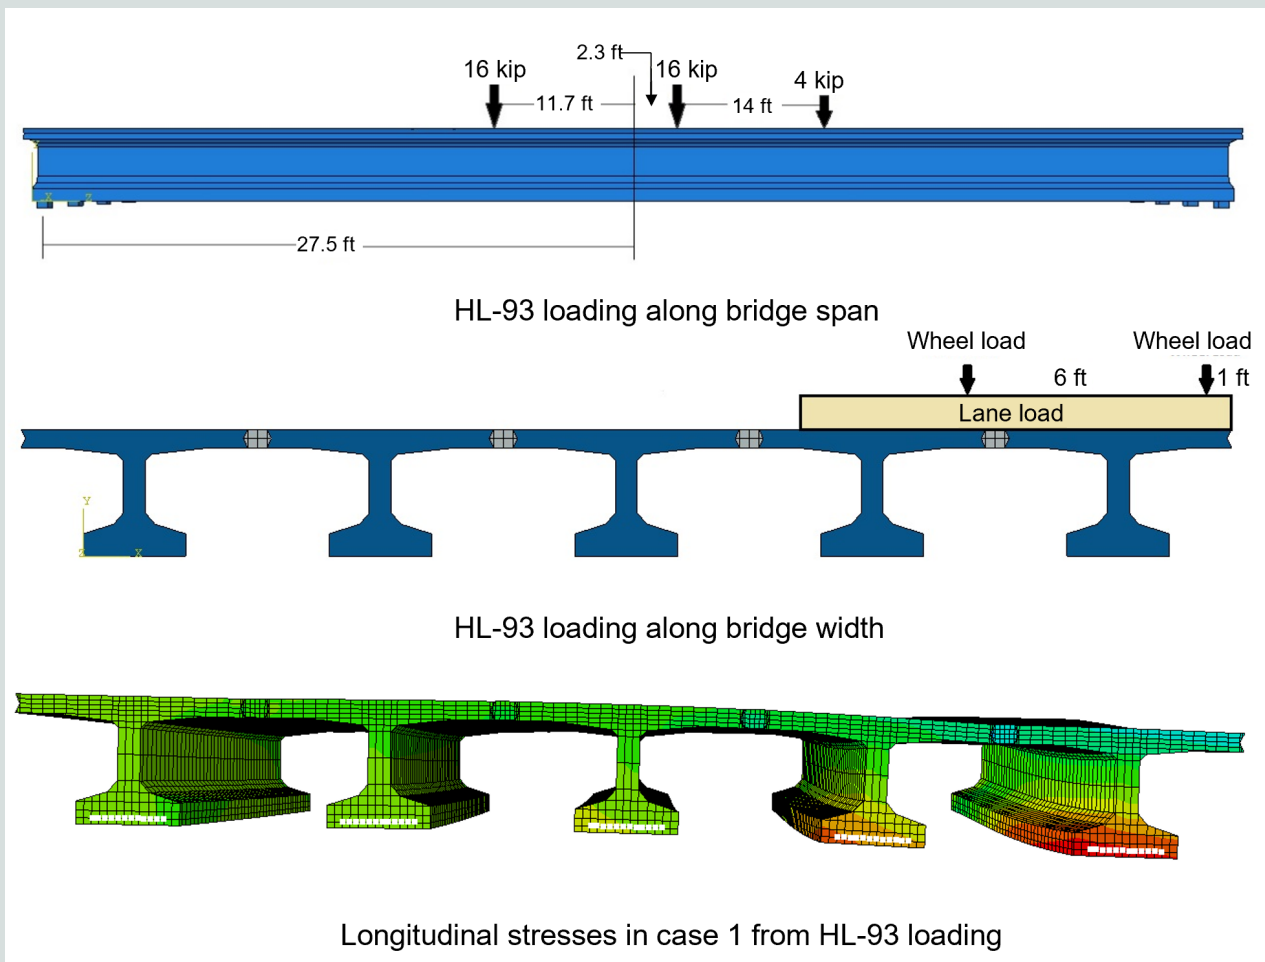 2.3 ft
16 kip
16 kip
4 kip
11.7 ft
14 ft
27.5 ft
HL-93 loading along bridge span
Wheel load
Wheel load
6 ft
1 ft
Lane load
Y
X
HL-93 loading along bridge width
Longitudinal stresses in case 1 from HL-93 loading